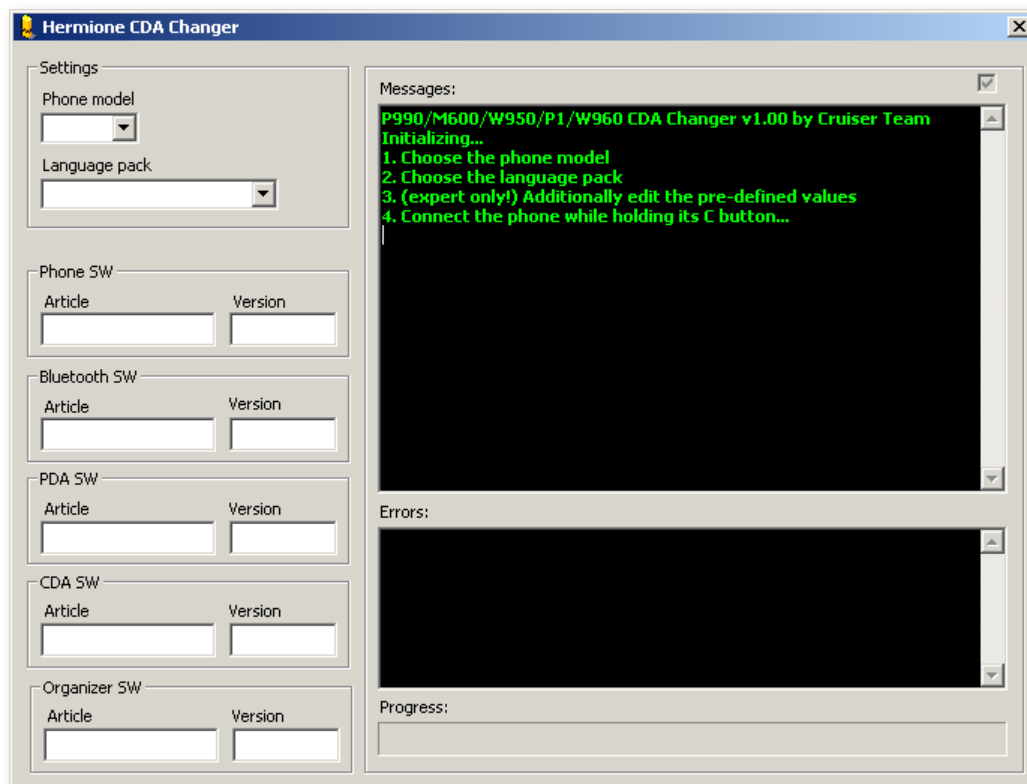 Hermione CDA Changer
Settings
Phone model
Language pack
Phone SW
Article Version
Bluetooth SW
Article Version
PDA SW
Article Version
CDA SW
Article Version
Organizer SW
Article Version
Messages:
P990/M600/W950/P1/W960 CDA Changer v1.00 by Cruiser Team
Initializing...
1. Choose the phone model
2. Choose the language pack
3. (expert only!) Additionally edit the pre-defined values
4. Connect the phone while holding its C button...
Errors:
Progress: